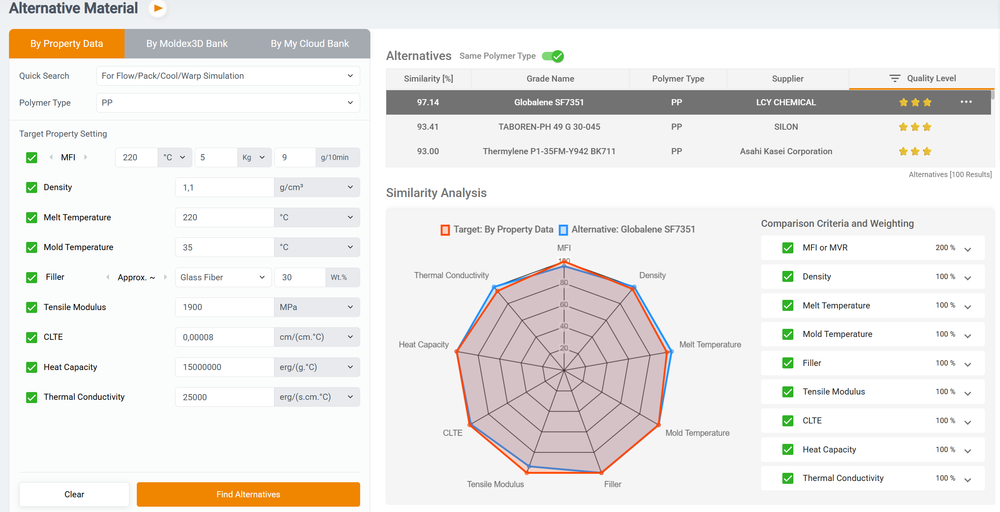 Alternative Material
By Property Data
By Moldex3D Bank
By My Cloud Bank
Quick Search
For Flow/Pack/Cool/Warp Simulation
Polymer Type
PP
Target Property Setting
MFI 220 °C 5 Kg 9 g/10min
Density 1,1 g/cm³
Melt Temperature 220 °C
Mold Temperature 35 °C
Filler Approx. ~ Glass Fiber 30 Wt.%
Tensile Modulus 1900 MPa
CLTE 0,00008 cm/(cm.°C)
Heat Capacity 15000000 erg/(g.°C)
Thermal Conductivity 25000 erg/(s.cm.°C)
Clear
Find Alternatives
Alternatives Same Polymer Type
Similarity [%] Grade Name Polymer Type Supplier Quality Level
97.14 Globalene SF7351 PP LCY CHEMICAL
93.41 TABOREN-PH 49 G 30-045 PP SILON
93.00 Thermylene P1-35FM-Y942 BK711 PP Asahi Kasei Corporation
Alternatives [100 Results]
Similarity Analysis
Target: By Property Data Alternative: Globalene SF7351
MFI
100
Thermal Conductivity
Density
80
60
40
20
Heat Capacity
Melt Temperature
CLTE
Mold Temperature
Tensile Modulus
Filler
Comparison Criteria and Weighting
MFI or MVR 200 %
Density 100 %
Melt Temperature 100 %
Mold Temperature 100 %
Filler 100 %
Tensile Modulus 100 %
CLTE 100 %
Heat Capacity 100 %
Thermal Conductivity 100 %